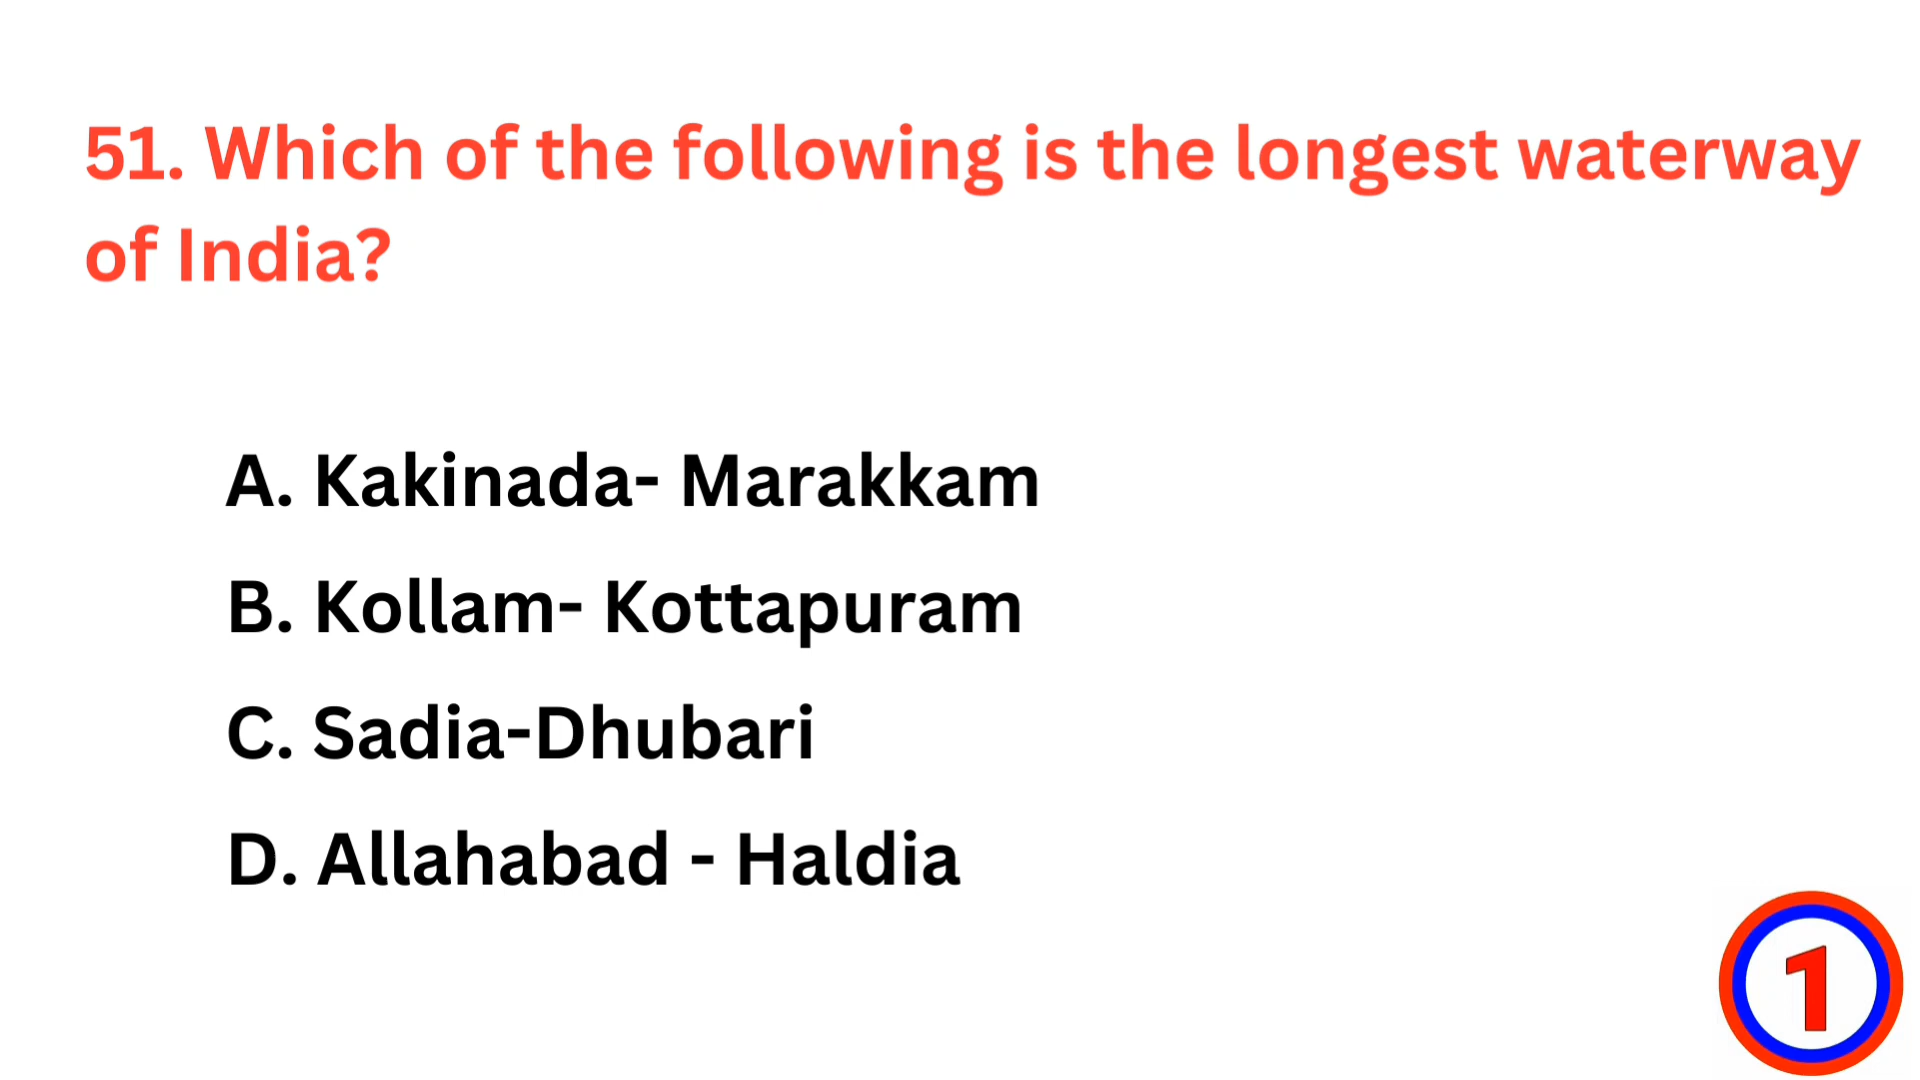 51. Which of the following is the longest waterway
of India?
A. Kakinada- Marakkam
B. Kollam- Kottapuram
C. Sadia-Dhubari
D. Allahabad - Haldia
1